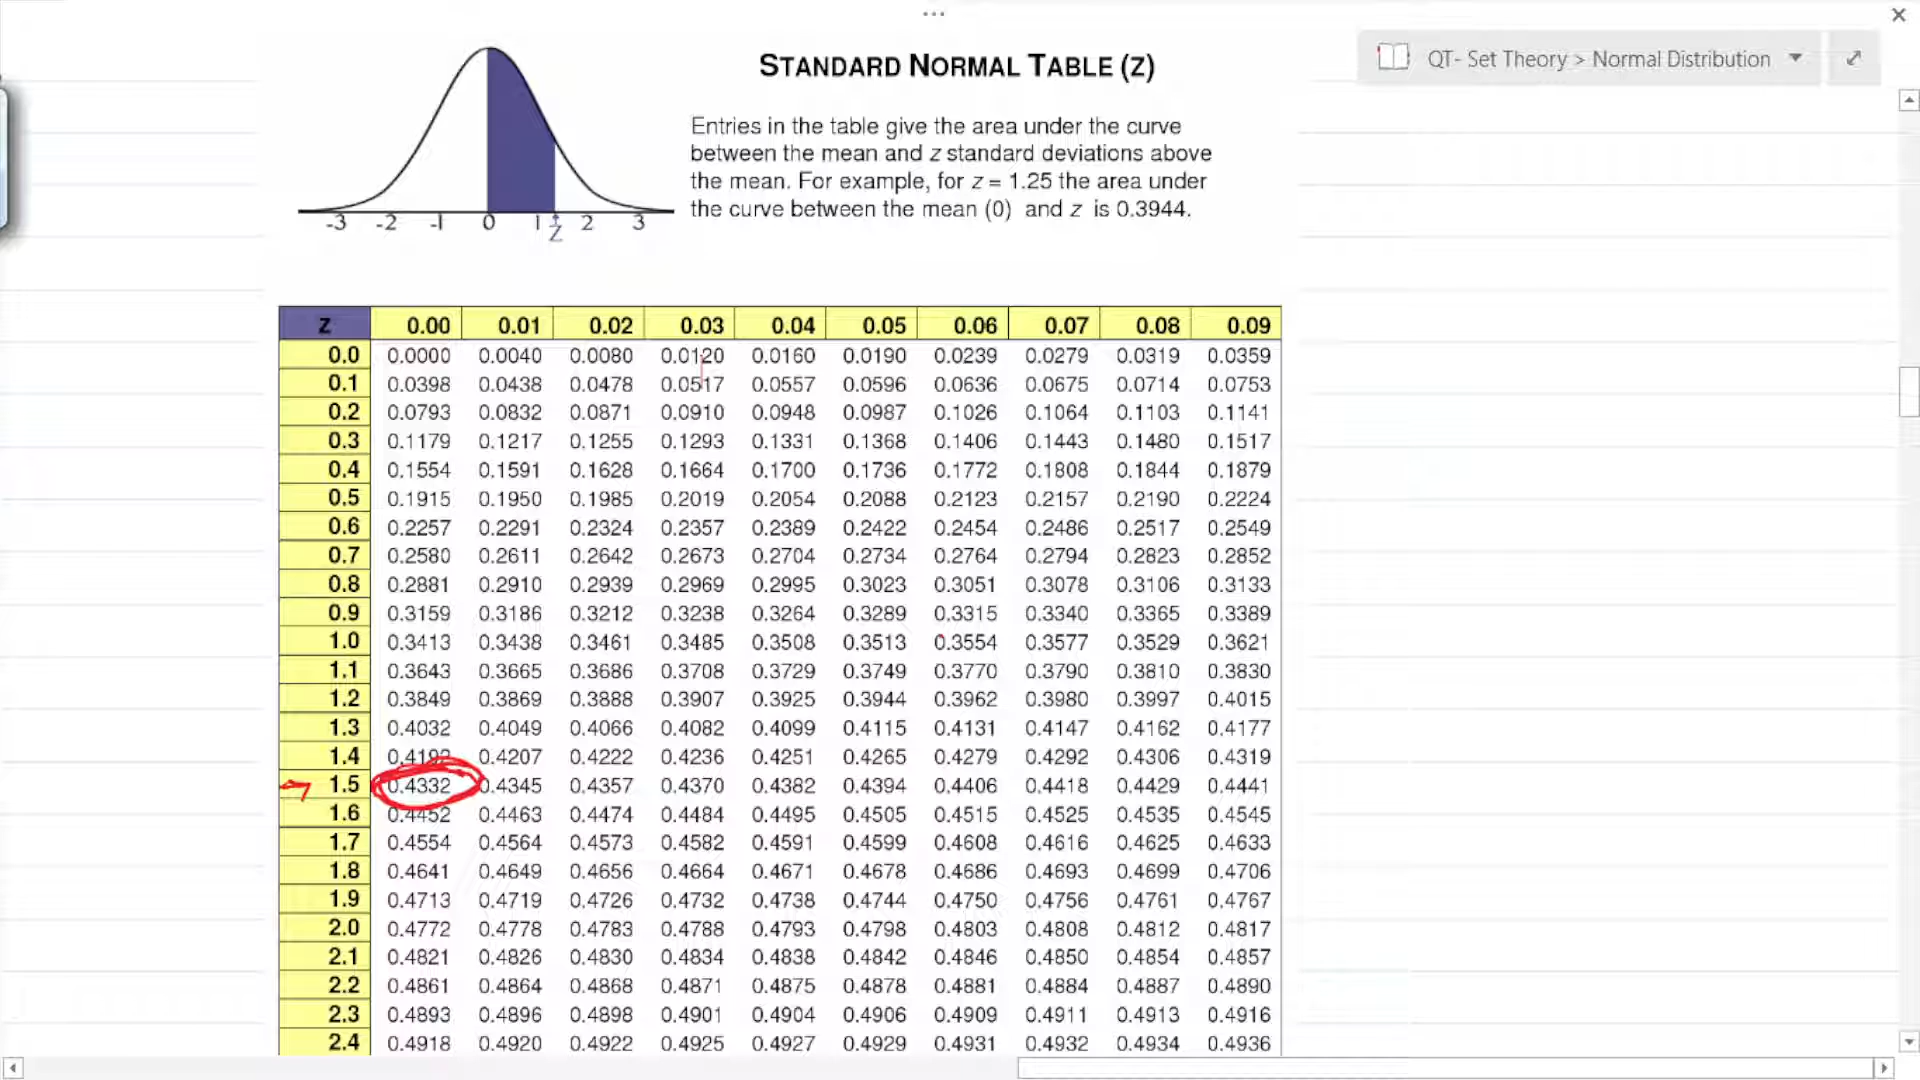 ...
STANDARD NORMAL TABLE (Z)
QT- Set Theory > Normal Distribution
Entries in the table give the area under the curve
between the mean and z standard deviations above
the mean. For example, for z = 1.25 the area under
the curve between the mean (0) and z is 0.3944.
-3 -2 -1 0 1 Z 2 3
Z 0.00 0.01 0.02 0.03 0.04 0.05 0.06 0.07 0.08 0.09
0.0 0.0000 0.0040 0.0080 0.0120 0.0160 0.0190 0.0239 0.0279 0.0319 0.0359
0.1 0.0398 0.0438 0.0478 0.0517 0.0557 0.0596 0.0636 0.0675 0.0714 0.0753
0.2 0.0793 0.0832 0.0871 0.0910 0.0948 0.0987 0.1026 0.1064 0.1103 0.1141
0.3 0.1179 0.1217 0.1255 0.1293 0.1331 0.1368 0.1406 0.1443 0.1480 0.1517
0.4 0.1554 0.1591 0.1628 0.1664 0.1700 0.1736 0.1772 0.1808 0.1844 0.1879
0.5 0.1915 0.1950 0.1985 0.2019 0.2054 0.2088 0.2123 0.2157 0.2190 0.2224
0.6 0.2257 0.2291 0.2324 0.2357 0.2389 0.2422 0.2454 0.2486 0.2517 0.2549
0.7 0.2580 0.2611 0.2642 0.2673 0.2704 0.2734 0.2764 0.2794 0.2823 0.2852
0.8 0.2881 0.2910 0.2939 0.2969 0.2995 0.3023 0.3051 0.3078 0.3106 0.3133
0.9 0.3159 0.3186 0.3212 0.3238 0.3264 0.3289 0.3315 0.3340 0.3365 0.3389
1.0 0.3413 0.3438 0.3461 0.3485 0.3508 0.3513 0.3554 0.3577 0.3529 0.3621
1.1 0.3643 0.3665 0.3686 0.3708 0.3729 0.3749 0.3770 0.3790 0.3810 0.3830
1.2 0.3849 0.3869 0.3888 0.3907 0.3925 0.3944 0.3962 0.3980 0.3997 0.4015
1.3 0.4032 0.4049 0.4066 0.4082 0.4099 0.4115 0.4131 0.4147 0.4162 0.4177
1.4 0.4192 0.4207 0.4222 0.4236 0.4251 0.4265 0.4279 0.4292 0.4306 0.4319
1.5 0.4332 0.4345 0.4357 0.4370 0.4382 0.4394 0.4406 0.4418 0.4429 0.4441
1.6 0.4452 0.4463 0.4474 0.4484 0.4495 0.4505 0.4515 0.4525 0.4535 0.4545
1.7 0.4554 0.4564 0.4573 0.4582 0.4591 0.4599 0.4608 0.4616 0.4625 0.4633
1.8 0.4641 0.4649 0.4656 0.4664 0.4671 0.4678 0.4686 0.4693 0.4699 0.4706
1.9 0.4713 0.4719 0.4726 0.4732 0.4738 0.4744 0.4750 0.4756 0.4761 0.4767
2.0 0.4772 0.4778 0.4783 0.4788 0.4793 0.4798 0.4803 0.4808 0.4812 0.4817
2.1 0.4821 0.4826 0.4830 0.4834 0.4838 0.4842 0.4846 0.4850 0.4854 0.4857
2.2 0.4861 0.4864 0.4868 0.4871 0.4875 0.4878 0.4881 0.4884 0.4887 0.4890
2.3 0.4893 0.4896 0.4898 0.4901 0.4904 0.4906 0.4909 0.4911 0.4913 0.4916
2.4 0.4918 0.4920 0.4922 0.4925 0.4927 0.4929 0.4931 0.4932 0.4934 0.4936